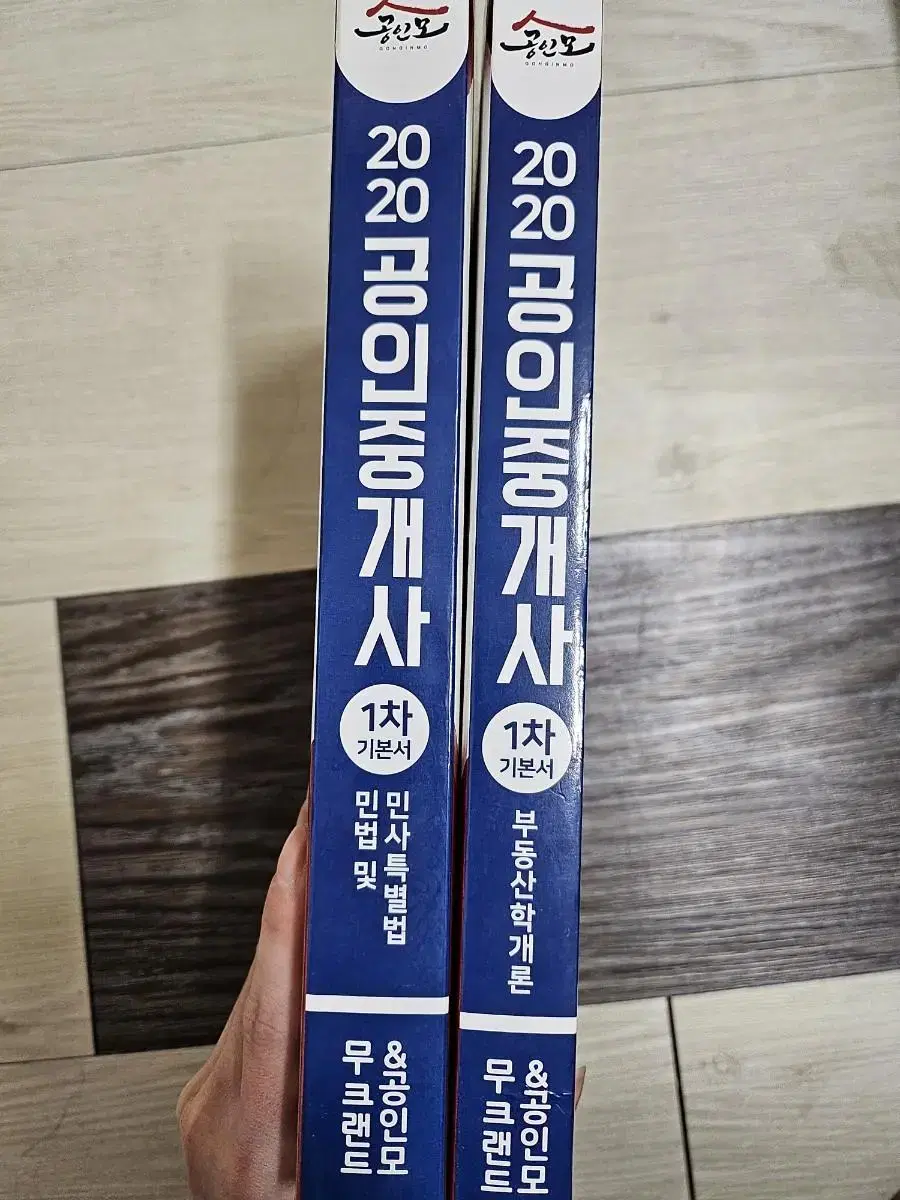 공인모
GONGINMO
2020 공인중개사
1차
기본서
민법 및
민사특별법
무크랜드
&공인모
공인모
GONGINMO
2020 공인중개사
1차
기본서
부동산학개론
무크랜드
&공인모